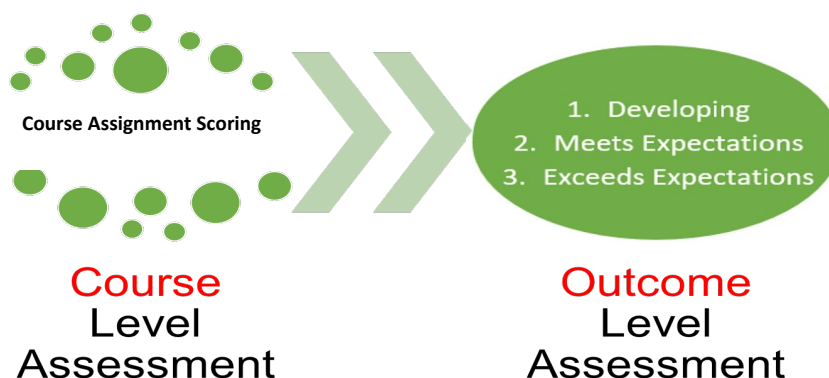 Course Assignment Scoring
1. Developing
2. Meets Expectations
3. Exceeds Expectations
Course
Level
Assessment
Outcome
Level
Assessment